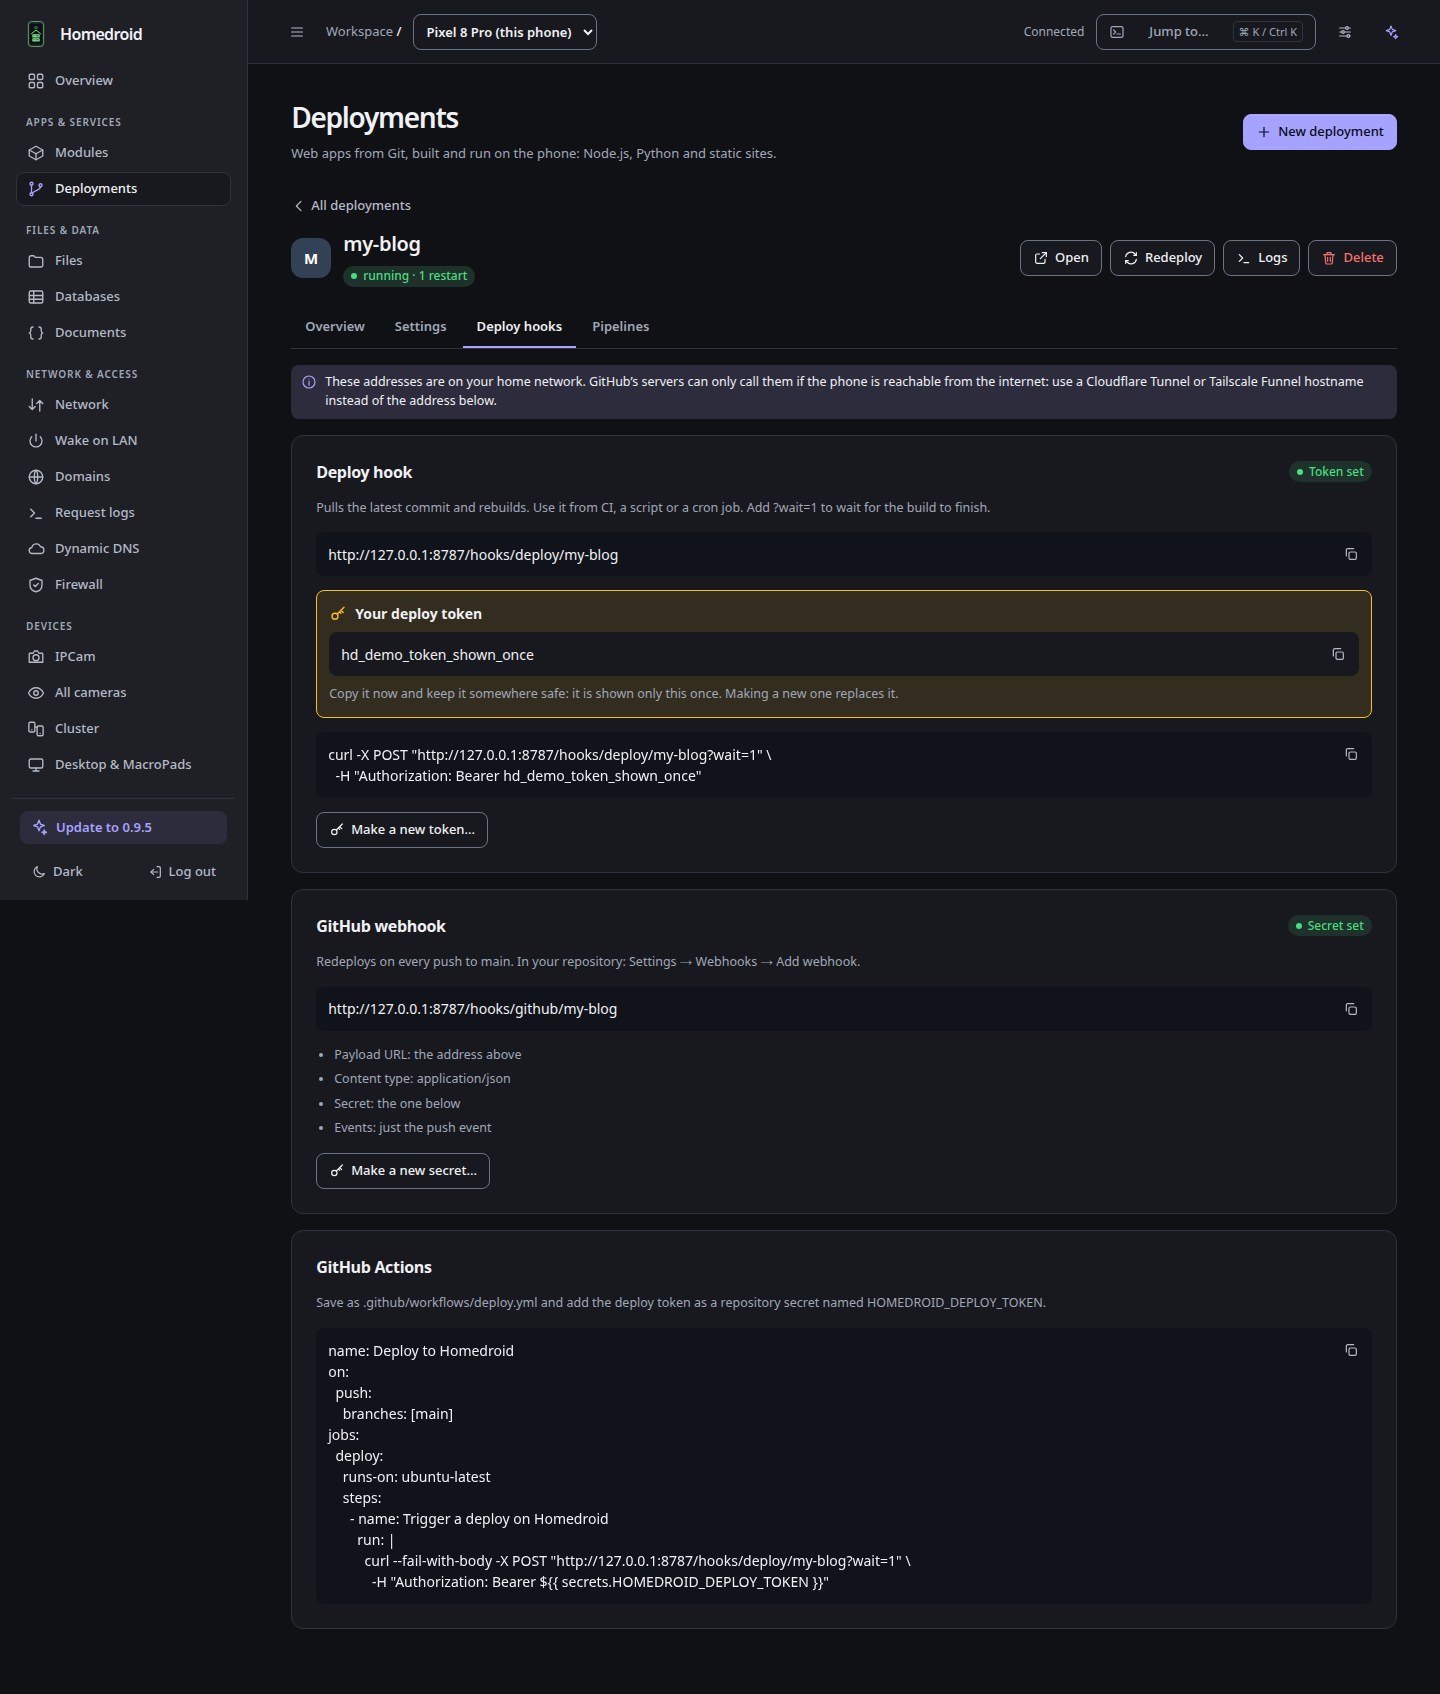 Homedroid
Overview
APPS & SERVICES
Modules
Deployments
FILES & DATA
Files
Databases
Documents
NETWORK & ACCESS
Network
Wake on LAN
Domains
Request logs
Dynamic DNS
Firewall
DEVICES
IPCam
All cameras
Cluster
Desktop & MacroPads
Update to 0.9.5
Dark
Log out
Workspace /
Pixel 8 Pro (this phone)
Connected
Jump to...
⌘ K / Ctrl K
Deployments
Web apps from Git, built and run on the phone: Node.js, Python and static sites.
New deployment
All deployments
M
my-blog
running · 1 restart
Open
Redeploy
Logs
Delete
Overview
Settings
Deploy hooks
Pipelines
These addresses are on your home network. GitHub’s servers can only call them if the phone is reachable from the internet: use a Cloudflare Tunnel or Tailscale Funnel hostname
instead of the address below.
Deploy hook
Token set
Pulls the latest commit and rebuilds. Use it from CI, a script or a cron job. Add ?wait=1 to wait for the build to finish.
http://127.0.0.1:8787/hooks/deploy/my-blog
Your deploy token
hd_demo_token_shown_once
Copy it now and keep it somewhere safe: it is shown only this once. Making a new one replaces it.
curl -X POST "http://127.0.0.1:8787/hooks/deploy/my-blog?wait=1" \
-H "Authorization: Bearer hd_demo_token_shown_once"
Make a new token...
GitHub webhook
Secret set
Redeploys on every push to main. In your repository: Settings → Webhooks → Add webhook.
http://127.0.0.1:8787/hooks/github/my-blog
• Payload URL: the address above
• Content type: application/json
• Secret: the one below
• Events: just the push event
Make a new secret...
GitHub Actions
Save as .github/workflows/deploy.yml and add the deploy token as a repository secret named HOMEDROID_DEPLOY_TOKEN.
name: Deploy to Homedroid
on:
push:
branches: [main]
jobs:
deploy:
runs-on: ubuntu-latest
steps:
- name: Trigger a deploy on Homedroid
run: |
curl --fail-with-body -X POST "http://127.0.0.1:8787/hooks/deploy/my-blog?wait=1" \
-H "Authorization: Bearer ${{ secrets.HOMEDROID_DEPLOY_TOKEN }}"